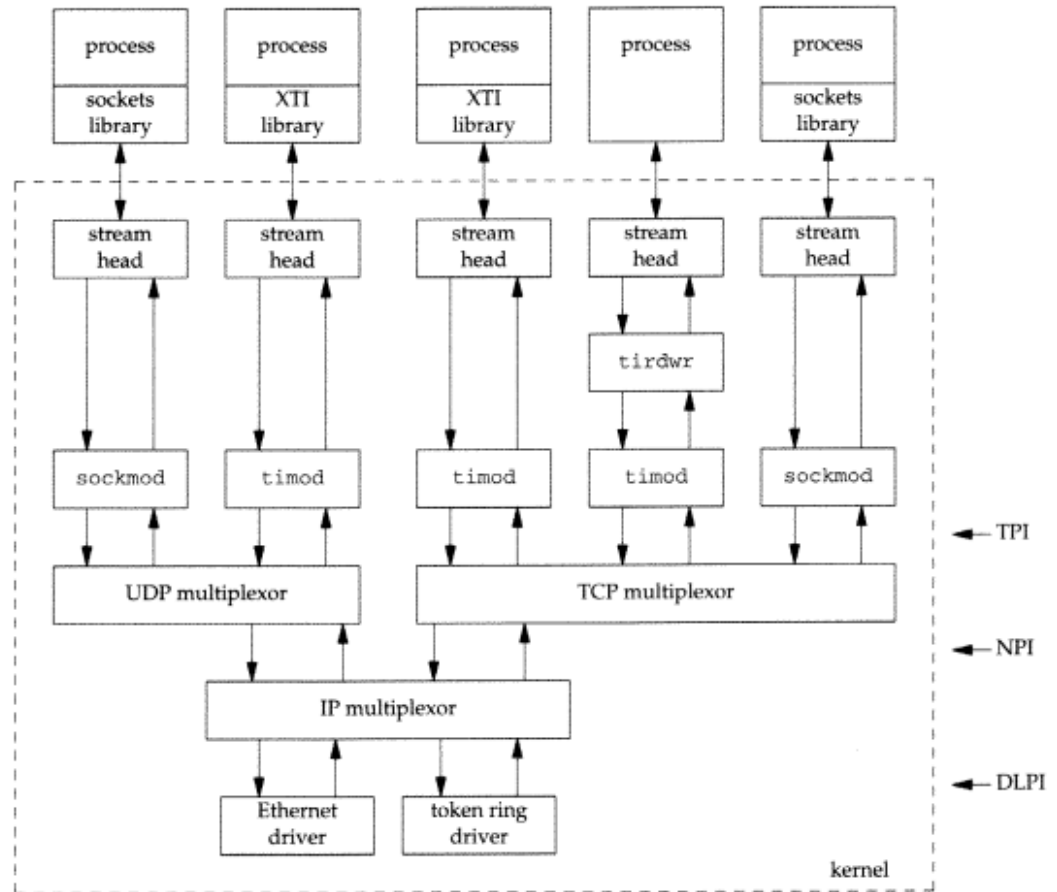 process
process
process
process
process
sockets
library
XTI
library
XTI
library
sockets
library
stream
head
stream
head
stream
head
stream
head
stream
head
tirdwr
sockmod
timod
timod
timod
sockmod
TPI
UDP multiplexor
TCP multiplexor
NPI
IP multiplexor
DLPI
Ethernet
driver
token ring
driver
kernel